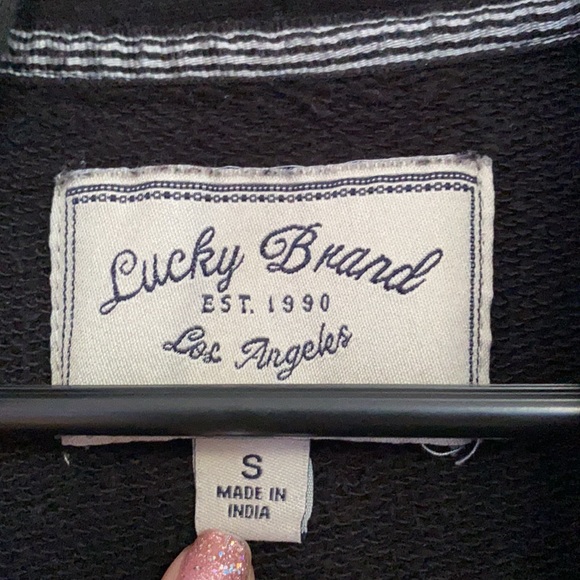 Lucky Brand
EST. 1990
Los Angeles
S
MADE IN
INDIA